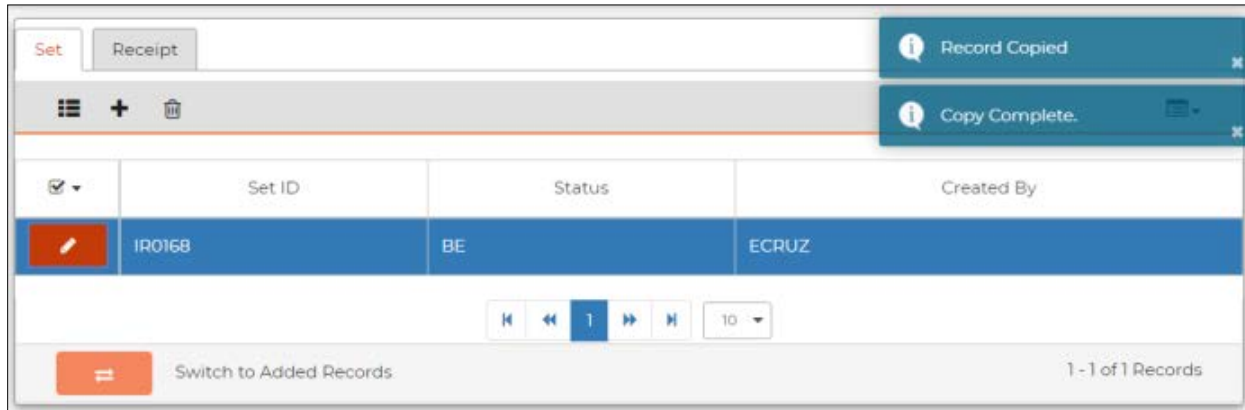 Set Receipt
Record Copied
Copy Complete.
Set ID Status Created By
IR0168 BE ECRUZ
1 10
Switch to Added Records 1 - 1 of 1 Records